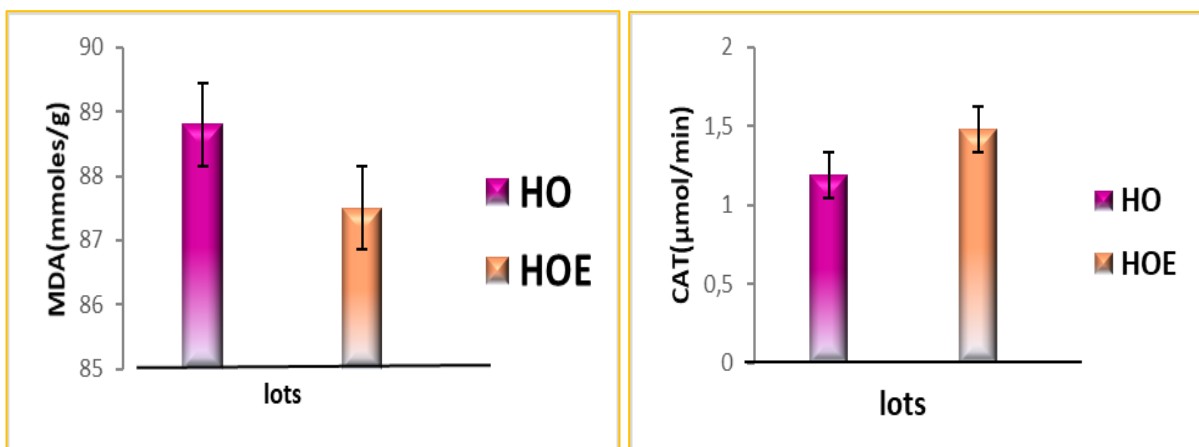 MDA(mmoles/g)
90
89
88
87
86
85
lots
HO
HOE
CAT(µmol/min)
2
1,5
1
0,5
0
lots
HO
HOE